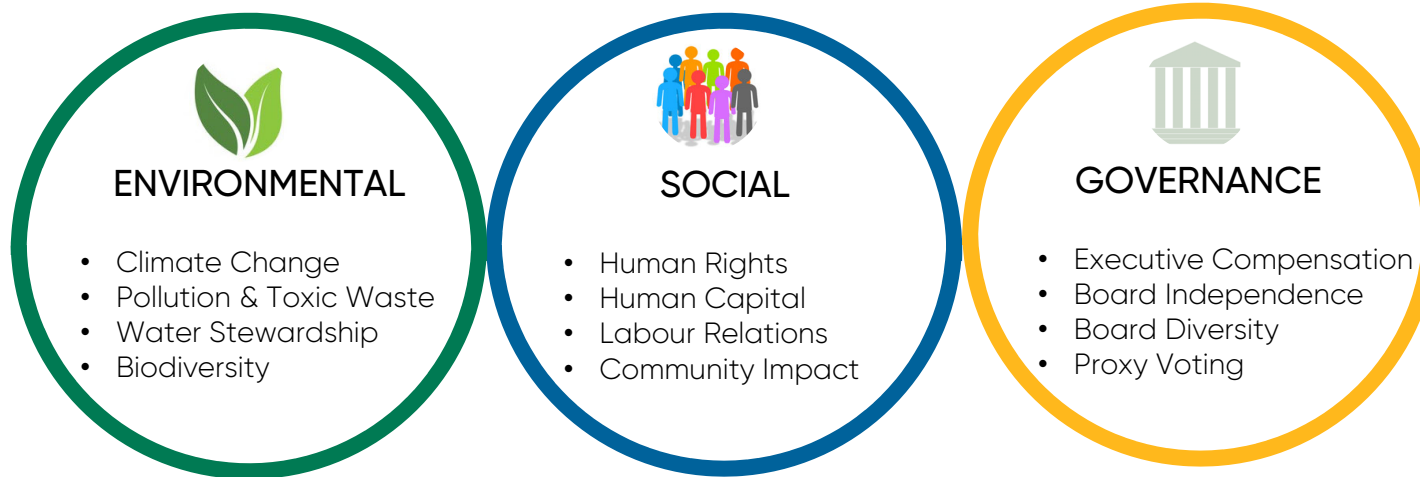 ENVIRONMENTAL
• Climate Change
• Pollution & Toxic Waste
• Water Stewardship
• Biodiversity
SOCIAL
• Human Rights
• Human Capital
• Labour Relations
• Community Impact
GOVERNANCE
• Executive Compensation
• Board Independence
• Board Diversity
• Proxy Voting